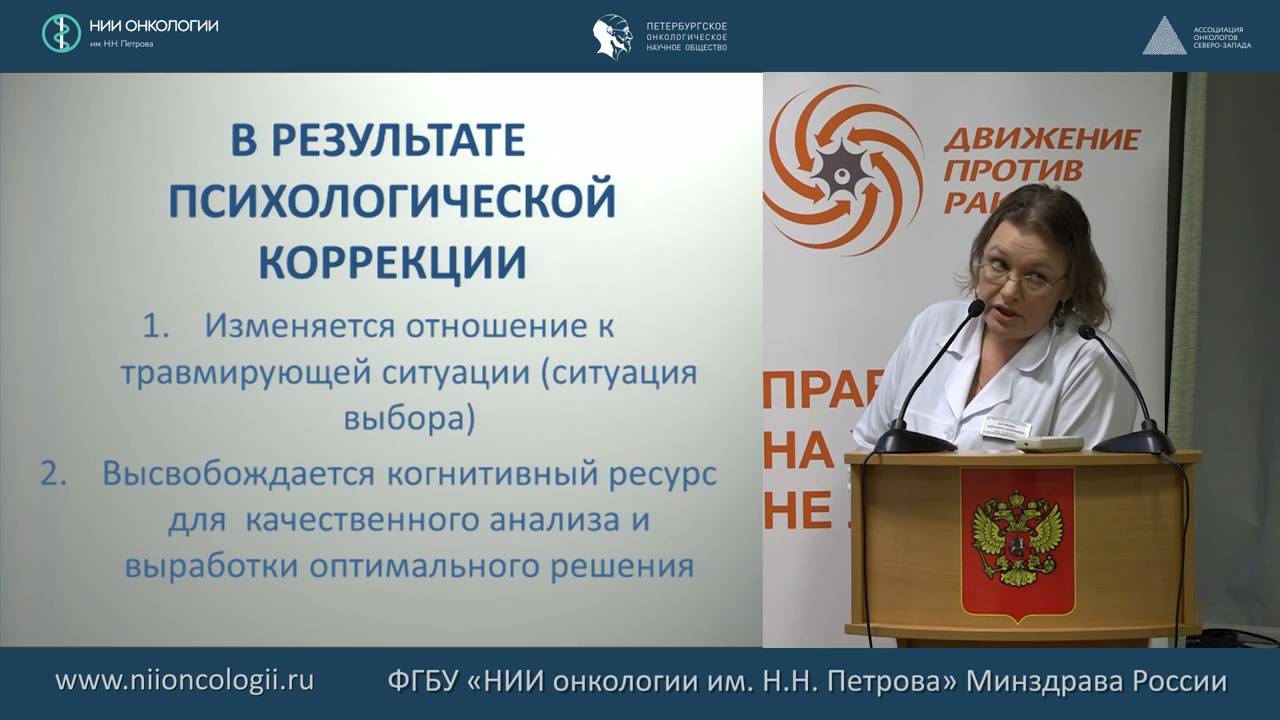 НИИ ОНКОЛОГИИ
им. Н.Н. Петрова
ПЕТЕРБУРГСКОЕ
ОНКОЛОГИЧЕСКОЕ
НАУЧНОЕ ОБЩЕСТВО
АССОЦИАЦИЯ
ОНКОЛОГОВ
СЕВЕРО-ЗАПАДА
В РЕЗУЛЬТАТЕ
ПСИХОЛОГИЧЕСКОЙ
КОРРЕКЦИИ
1. Изменяется отношение к
травмирующей ситуации (ситуация
выбора)
2. Высвобождается когнитивный ресурс
для качественного анализа и
выработки оптимального решения
ДВИЖЕНИЕ
ПРОТИВ
РАК
ПРАВ
НА
НЕ
www.niioncologii.ru
ФГБУ «НИИ онкологии им. Н.Н. Петрова» Минздрава России